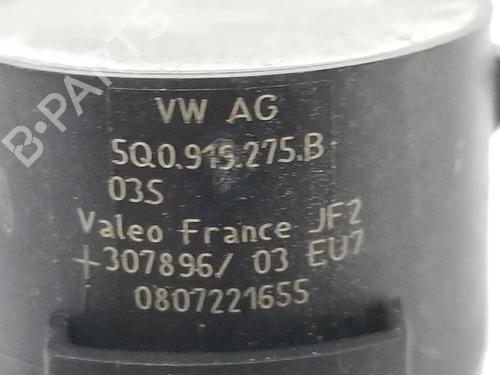 B-PARTS
VW AG
5Q0.919.275.B
03S
Valeo France JF2
+307896/ 03 EU7
0807221655